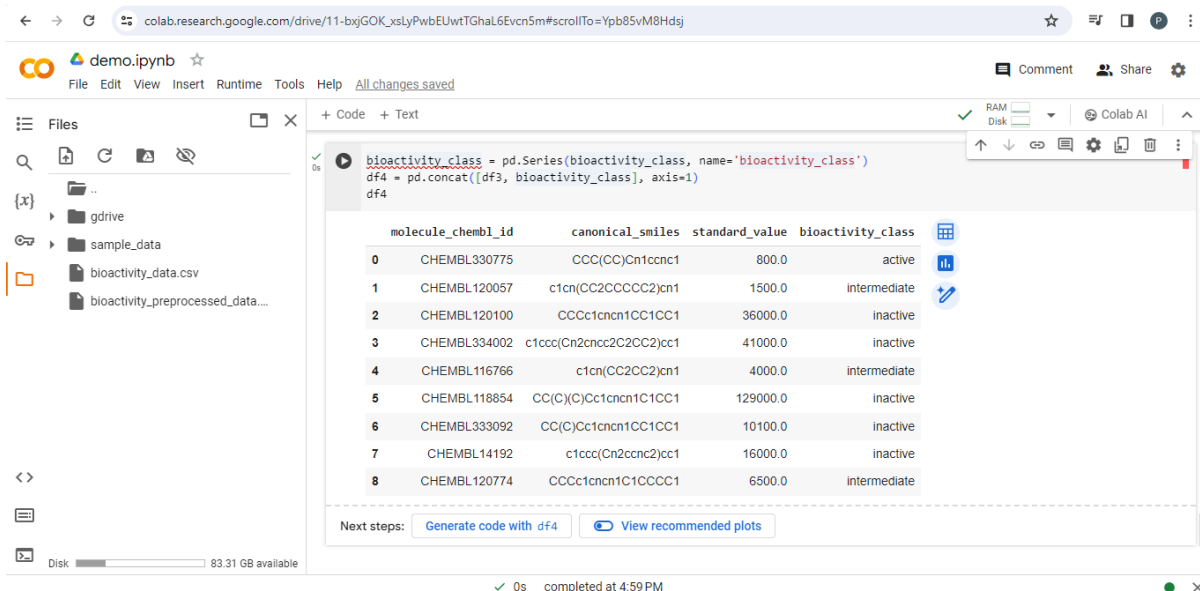 colab.research.google.com/drive/11-bxjGOK_xsLyPwbEUwtTGhaL6Evcn5m#scrollTo=Ypb85vM8Hdsj
P
CO
demo.ipynb
File Edit View Insert Runtime Tools Help All changes saved
Comment Share
Files
+ Code + Text
RAM
Disk
Colab AI
{x}
..
gdrive
sample_data
bioactivity_data.csv
bioactivity_preprocessed_data....
0s
bioactivity_class = pd.Series(bioactivity_class, name='bioactivity_class')
df4 = pd.concat([df3, bioactivity_class], axis=1)
df4
molecule_chembl_id canonical_smiles standard_value bioactivity_class
0 CHEMBL330775 CCC(CC)Cn1ccnc1 800.0 active
1 CHEMBL120057 c1cn(CC2CCCCC2)cn1 1500.0 intermediate
2 CHEMBL120100 CCCc1cncn1CC1CC1 36000.0 inactive
3 CHEMBL334002 c1ccc(Cn2cncc2C2CC2)cc1 41000.0 inactive
4 CHEMBL116766 c1cn(CC2CC2)cn1 4000.0 intermediate
5 CHEMBL118854 CC(C)(C)Cc1cncn1C1CC1 129000.0 inactive
6 CHEMBL333092 CC(C)Cc1cncn1CC1CC1 10100.0 inactive
7 CHEMBL14192 c1ccc(Cn2ccnc2)cc1 16000.0 inactive
8 CHEMBL120774 CCCc1cncn1C1CCCC1 6500.0 intermediate
Next steps: Generate code with df4 View recommended plots
Disk 83.31 GB available
0s completed at 4:59 PM